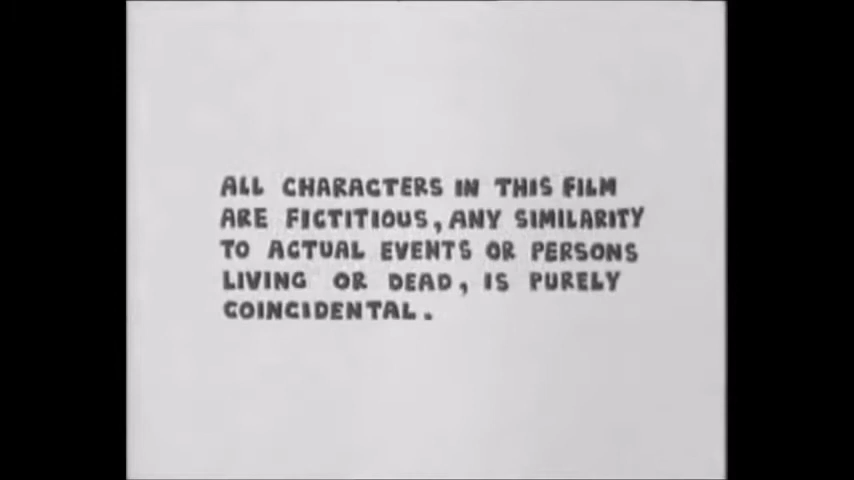 ALL CHARACTERS IN THIS FILM
ARE FICTITIOUS, ANY SIMILARITY
TO ACTUAL EVENTS OR PERSONS
LIVING OR DEAD, IS PURELY
COINCIDENTAL.